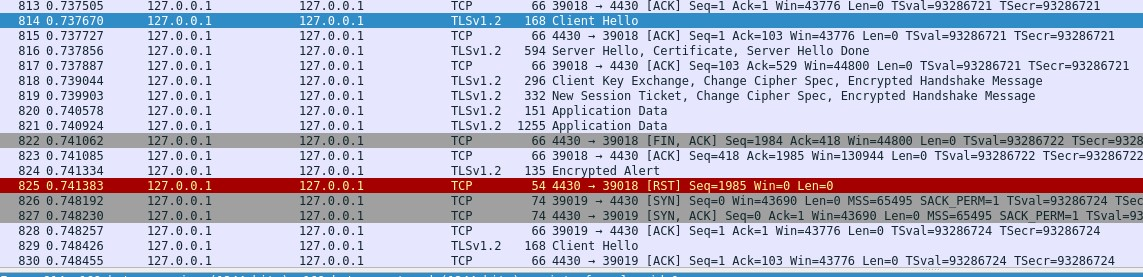 813 0.737505 127.0.0.1 127.0.0.1 TCP 66 39018 → 4430 [ACK] Seq=1 Ack=1 Win=43776 Len=0 TSval=93286721 TSecr=93286721
814 0.737670 127.0.0.1 127.0.0.1 TLSv1.2 168 Client Hello
815 0.737727 127.0.0.1 127.0.0.1 TCP 66 4430 → 39018 [ACK] Seq=1 Ack=103 Win=43776 Len=0 TSval=93286721 TSecr=93286721
816 0.737856 127.0.0.1 127.0.0.1 TLSv1.2 594 Server Hello, Certificate, Server Hello Done
817 0.737887 127.0.0.1 127.0.0.1 TCP 66 39018 → 4430 [ACK] Seq=103 Ack=529 Win=44800 Len=0 TSval=93286721 TSecr=93286721
818 0.739044 127.0.0.1 127.0.0.1 TLSv1.2 296 Client Key Exchange, Change Cipher Spec, Encrypted Handshake Message
819 0.739903 127.0.0.1 127.0.0.1 TLSv1.2 332 New Session Ticket, Change Cipher Spec, Encrypted Handshake Message
820 0.740578 127.0.0.1 127.0.0.1 TLSv1.2 151 Application Data
821 0.740924 127.0.0.1 127.0.0.1 TLSv1.2 1255 Application Data
822 0.741062 127.0.0.1 127.0.0.1 TCP 66 4430 → 39018 [FIN, ACK] Seq=1984 Ack=418 Win=44800 Len=0 TSval=93286722 TSecr=9328
823 0.741085 127.0.0.1 127.0.0.1 TCP 66 39018 → 4430 [ACK] Seq=418 Ack=1985 Win=130944 Len=0 TSval=93286722 TSecr=93286722
824 0.741334 127.0.0.1 127.0.0.1 TLSv1.2 135 Encrypted Alert
825 0.741383 127.0.0.1 127.0.0.1 TCP 54 4430 → 39018 [RST] Seq=1985 Win=0 Len=0
826 0.748192 127.0.0.1 127.0.0.1 TCP 74 39019 → 4430 [SYN] Seq=0 Win=43690 Len=0 MSS=65495 SACK_PERM=1 TSval=93286724 TSec
827 0.748230 127.0.0.1 127.0.0.1 TCP 74 4430 → 39019 [SYN, ACK] Seq=0 Ack=1 Win=43690 Len=0 MSS=65495 SACK_PERM=1 TSval=93
828 0.748257 127.0.0.1 127.0.0.1 TCP 66 39019 → 4430 [ACK] Seq=1 Ack=1 Win=43776 Len=0 TSval=93286724 TSecr=93286724
829 0.748426 127.0.0.1 127.0.0.1 TLSv1.2 168 Client Hello
830 0.748455 127.0.0.1 127.0.0.1 TCP 66 4430 → 39019 [ACK] Seq=1 Ack=103 Win=43776 Len=0 TSval=93286724 TSecr=93286724